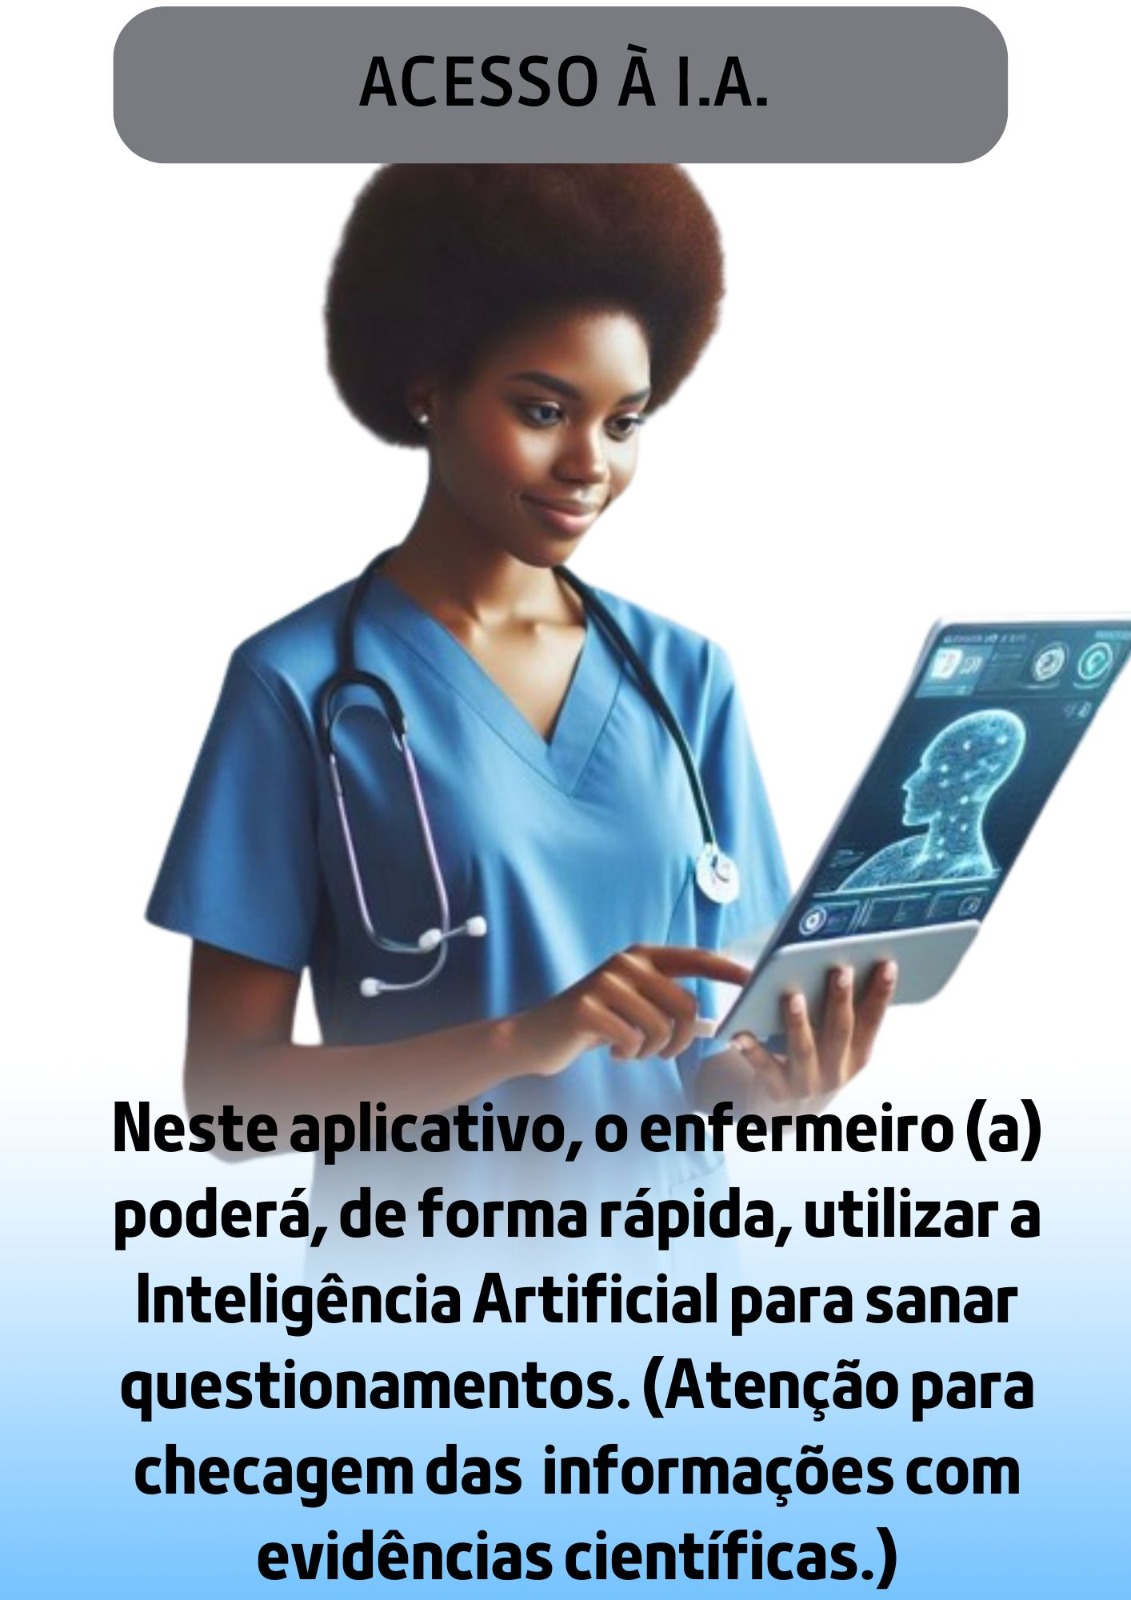 ACESSO À I.A.
Neste aplicativo, o enfermeiro (a)
poderá, de forma rápida, utilizar a
Inteligência Artificial para sanar
questionamentos. (Atenção para
checagem das informações com
evidências científicas.)